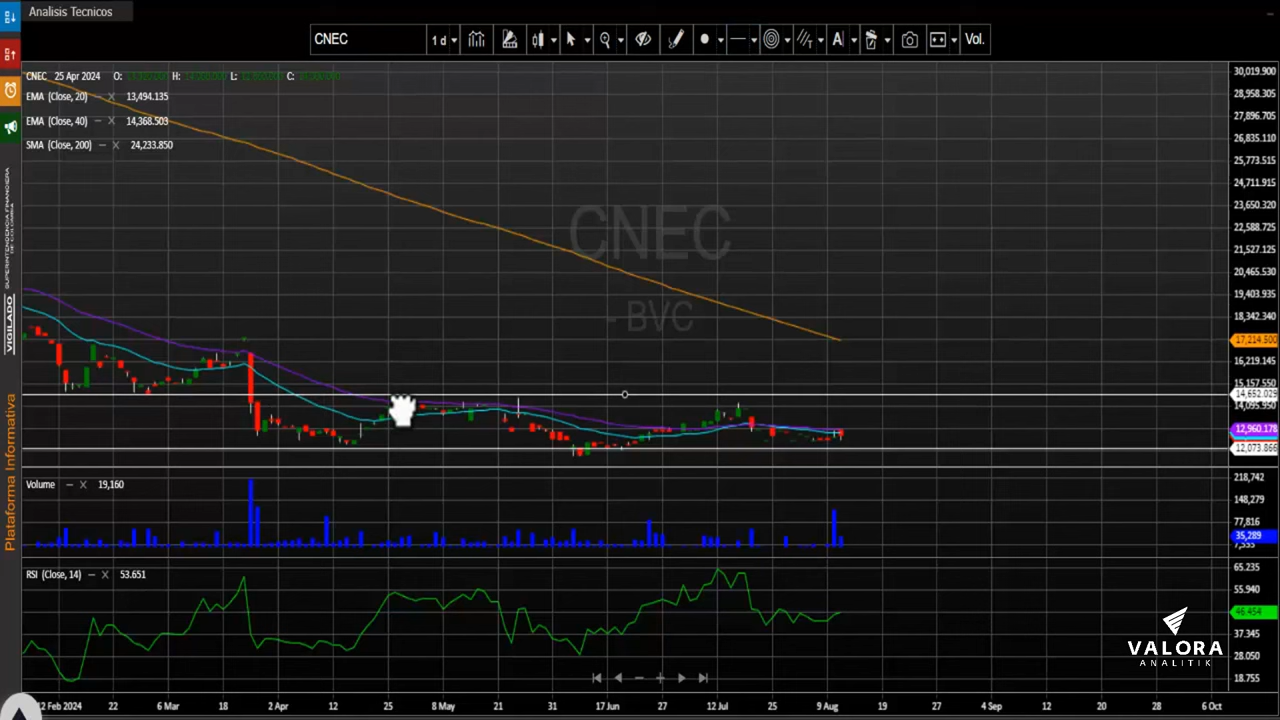 Analisis Tecnicos
CNEC 1 d A Vol.
CNEC 25 Apr 2024 O: H: L: C:
EMA (Close, 20) – X 13,494.135
EMA (Close, 40) – X 14,368.503
SMA (Close, 200) – X 24,233.850
CNEC
- BVC
30,019.900
28,958.305
27,896.705
26,835.110
25,773.515
24,711.915
23,650.320
22,588.725
21,527.125
20,465.530
19,403.935
18,342.340
17,214.500
16,219.145
15,157.550
14,652.029
14,095.950
12,960.178
12,073.866
SUPERINTENDENCIA FINANCIERA
VIGILADO
Plataforma Informativa
Volume – X 19,160
218,742
148,279
77,816
35,289
RSI (Close, 14) – X 53.651
65.235
55.940
46.454
37.345
28.050
18.755
VALORA
ANALITIK
12 Feb 2024 22 6 Mar 18 2 Apr 12 25 8 May 21 31 17 Jun 27 12 Jul 25 9 Aug 19 27 4 Sep 12 20 28 6 Oct